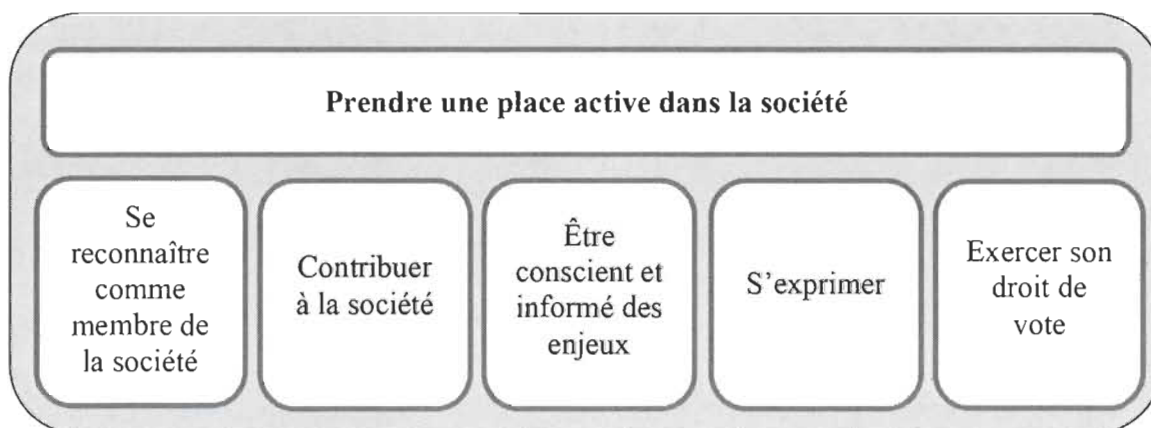 Prendre une place active dans la société
Se
reconnaître
comme
membre de
la société
Contribuer
à la société
Être
conscient et
informé des
enjeux
S'exprimer
Exercer son
droit de
vote